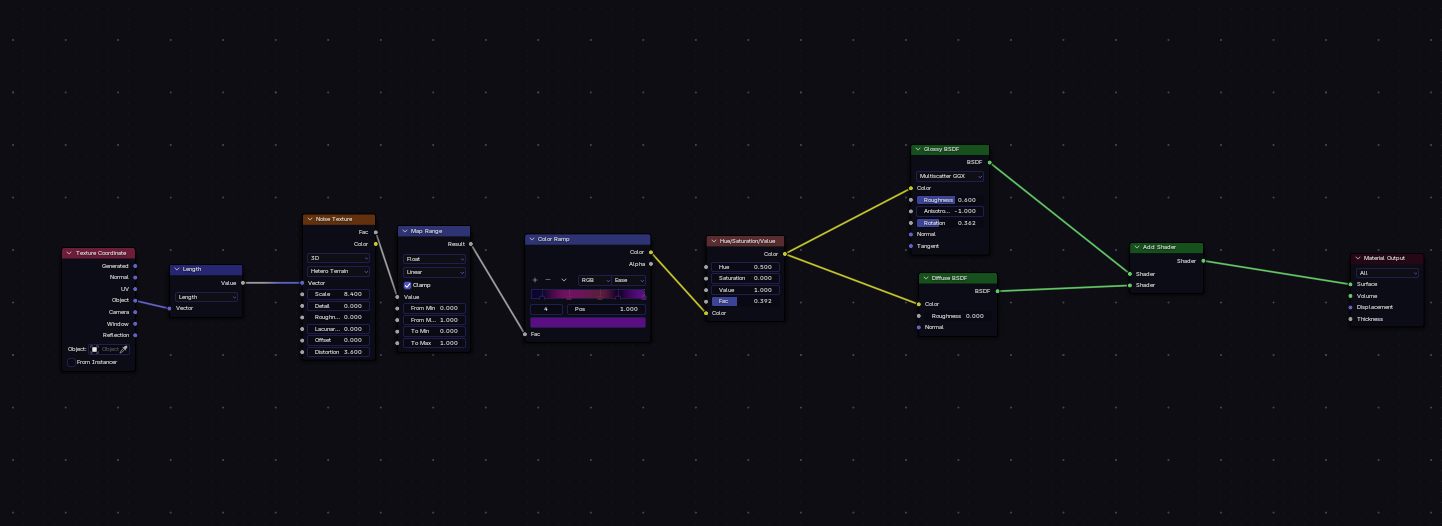 Texture Coordinate
Generated
Normal
UV
Object
Camera
Window
Reflection
Object:
Object
From Instancer
Length
Value
Length
Vector
Noise Texture
Fac
Color
3D
Hetero Terrain
Vector
Scale 8.400
Detail 0.000
Roughn... 0.000
Lacunar... 0.000
Offset 0.000
Distortion 3.600
Map Range
Result
Float
Linear
Clamp
Value
From Min 0.000
From M... 1.000
To Min 0.000
To Max 1.000
Color Ramp
Color
Alpha
RGB Ease
4 Pos 1.000
Fac
Hue/Saturation/Value
Color
Hue 0.500
Saturation 0.000
Value 1.000
Fac 0.392
Color
Glossy BSDF
BSDF
Multiscatter GGX
Color
Roughness 0.600
Anisotro... -1.000
Rotation 0.362
Normal
Tangent
Diffuse BSDF
BSDF
Color
Roughness 0.000
Normal
Add Shader
Shader
Shader
Shader
Material Output
All
Surface
Volume
Displacement
Thickness